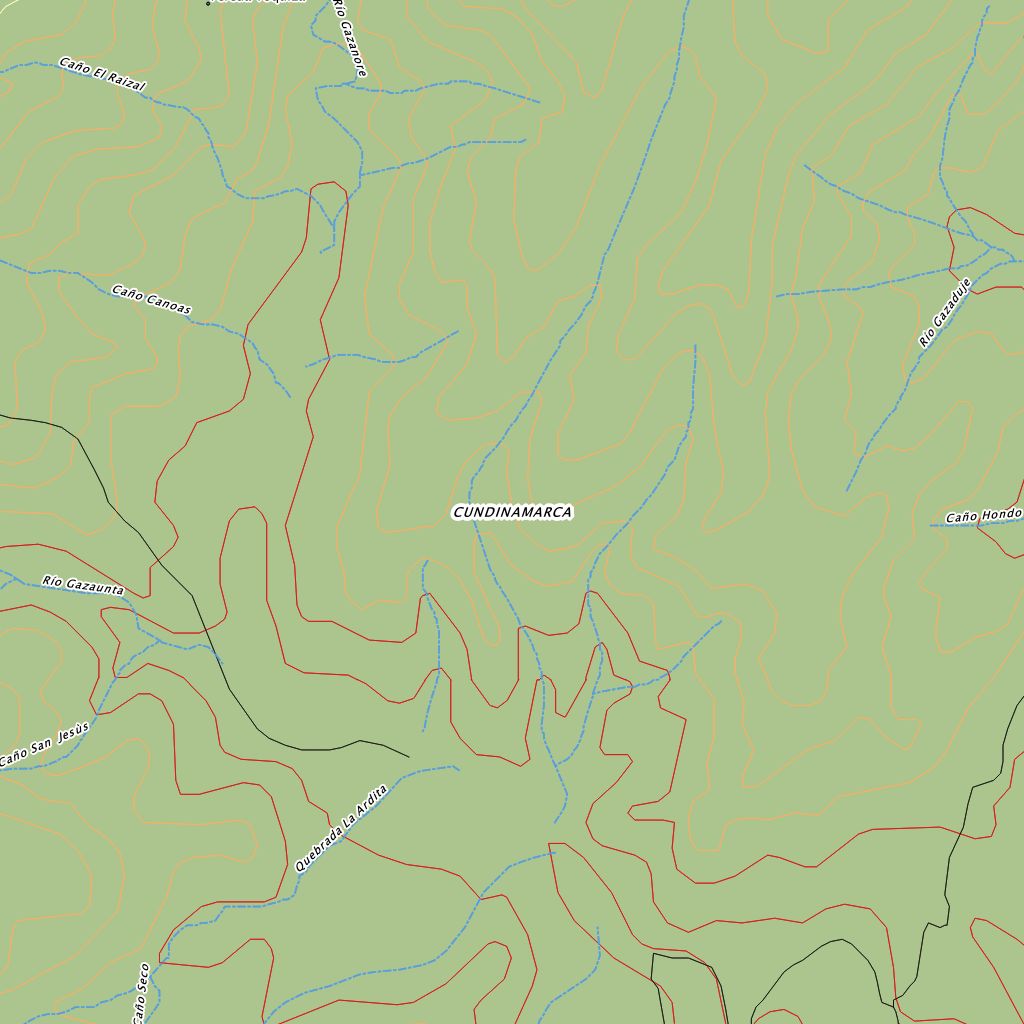 Río Gazanore
Caño El Raizal
Caño Canoas
Río Gazaduje
CUNDINAMARCA
Caño Hondo
Río Gazaunta
Caño San Jesùs
Quebrada La Ardita
Caño Seco